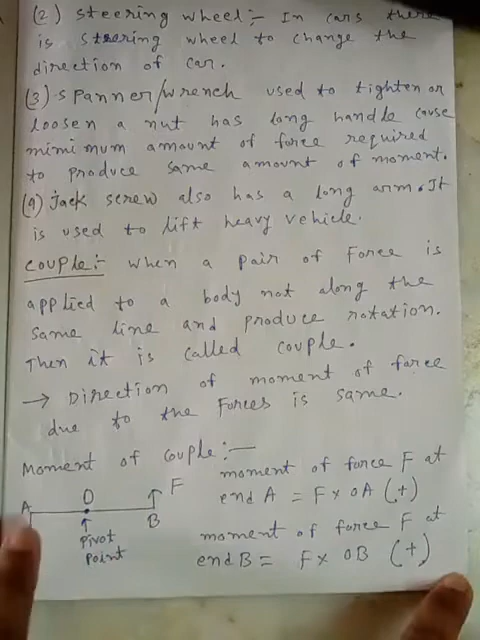 (2) Steering wheel:- In cars there
is steering wheel to change the
direction of car.
(3) Spanner/wrench used to tighten or
loosen a nut has long handle cause
mimimum amount of force required
to produce same amount of moment.
(4) Jack screw also has a long arm. It
is used to lift heavy vehicle.
Couple:- When a pair of Force is
applied to a body not along the
same line and produce rotation.
Then it is called couple.
→ Direction of moment of force
due to the Forces is same.
Moment of couple:—
moment of force F at
end A = F x OA (+)
A O F
B
↑
Pivot
Point
moment of force F at
end B = F x OB (+)